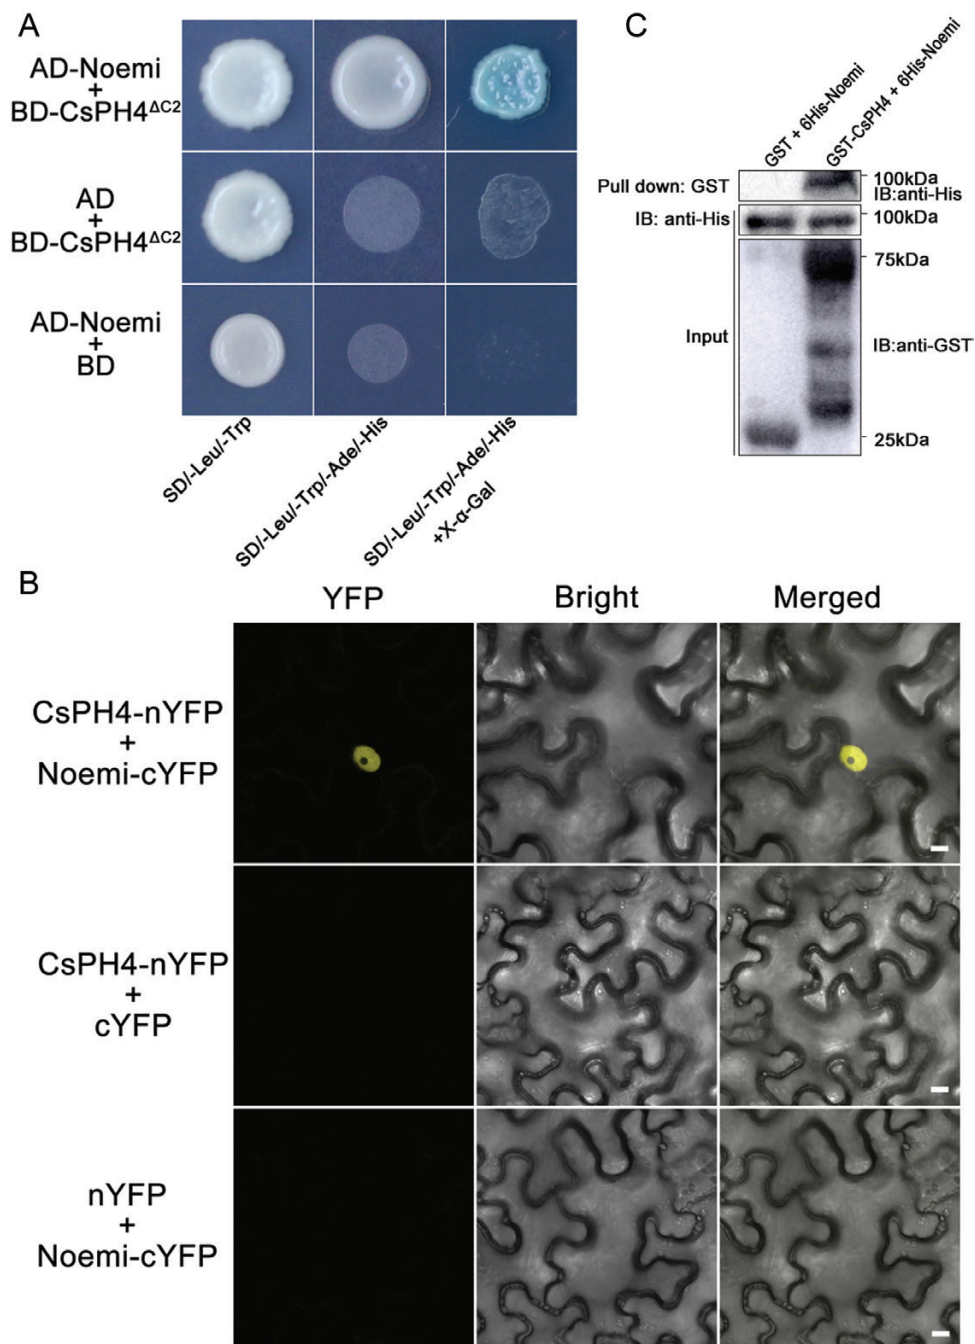 A
AD-Noemi
+
BD-CsPH4ΔC2
AD
+
BD-CsPH4ΔC2
AD-Noemi
+
BD
SD/-Leu/-Trp
SD/-Leu/-Trp/-Ade/-His
SD/-Leu/-Trp/-Ade/-His
+X-α-Gal
C
GST + 6His-Noemi
GST-CsPH4 + 6His-Noemi
Pull down: GST
100kDa
IB:anti-His
IB: anti-His
100kDa
75kDa
Input
IB:anti-GST
25kDa
B
YFP
Bright
Merged
CsPH4-nYFP
+
Noemi-cYFP
CsPH4-nYFP
+
cYFP
nYFP
+
Noemi-cYFP